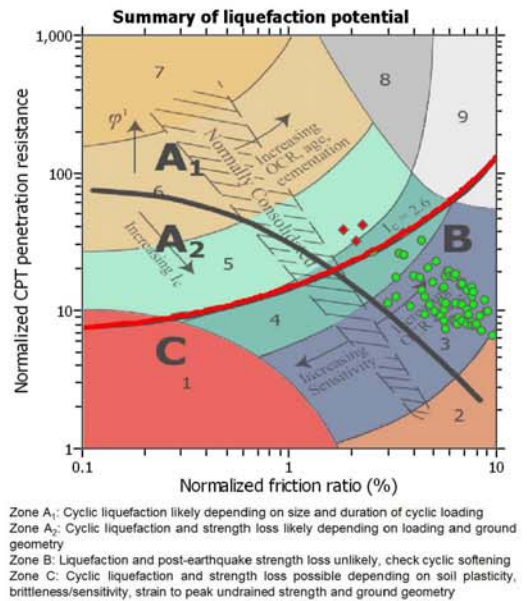 Summary of liquefaction potential
1,000
100
10
1
0.1
1
10
Normalized CPT penetration resistance
Normalized friction ratio (%)
7
8
9
φ'
A1
Increasing
OCR, age,
cementation
Normally Consolidated
6
A2
Increasing Ic
5
Ic = 2.6
B
4
C
1
Increasing
Sensitivity
OCR
3
2
Zone A1: Cyclic liquefaction likely depending on size and duration of cyclic loading
Zone A2: Cyclic liquefaction and strength loss likely depending on loading and ground
geometry
Zone B: Liquefaction and post-earthquake strength loss unlikely, check cyclic softening
Zone C: Cyclic liquefaction and strength loss possible depending on soil plasticity,
brittleness/sensitivity, strain to peak undrained strength and ground geometry